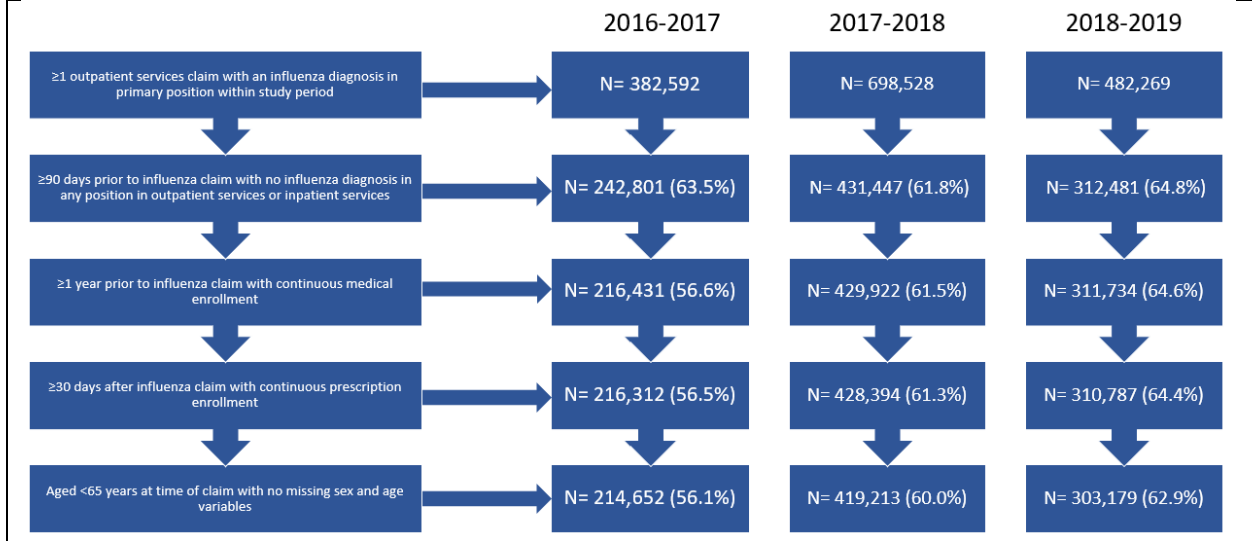 2016-2017 2017-2018 2018-2019
≥1 outpatient services claim with an influenza diagnosis in
primary position within study period
N= 382,592
N= 698,528
N= 482,269
≥90 days prior to influenza claim with no influenza diagnosis in
any position in outpatient services or inpatient services
N= 242,801 (63.5%)
N= 431,447 (61.8%)
N= 312,481 (64.8%)
≥1 year prior to influenza claim with continuous medical
enrollment
N= 216,431 (56.6%)
N= 429,922 (61.5%)
N= 311,734 (64.6%)
≥30 days after influenza claim with continuous prescription
enrollment
N= 216,312 (56.5%)
N= 428,394 (61.3%)
N= 310,787 (64.4%)
Aged <65 years at time of claim with no missing sex and age
variables
N= 214,652 (56.1%)
N= 419,213 (60.0%)
N= 303,179 (62.9%)